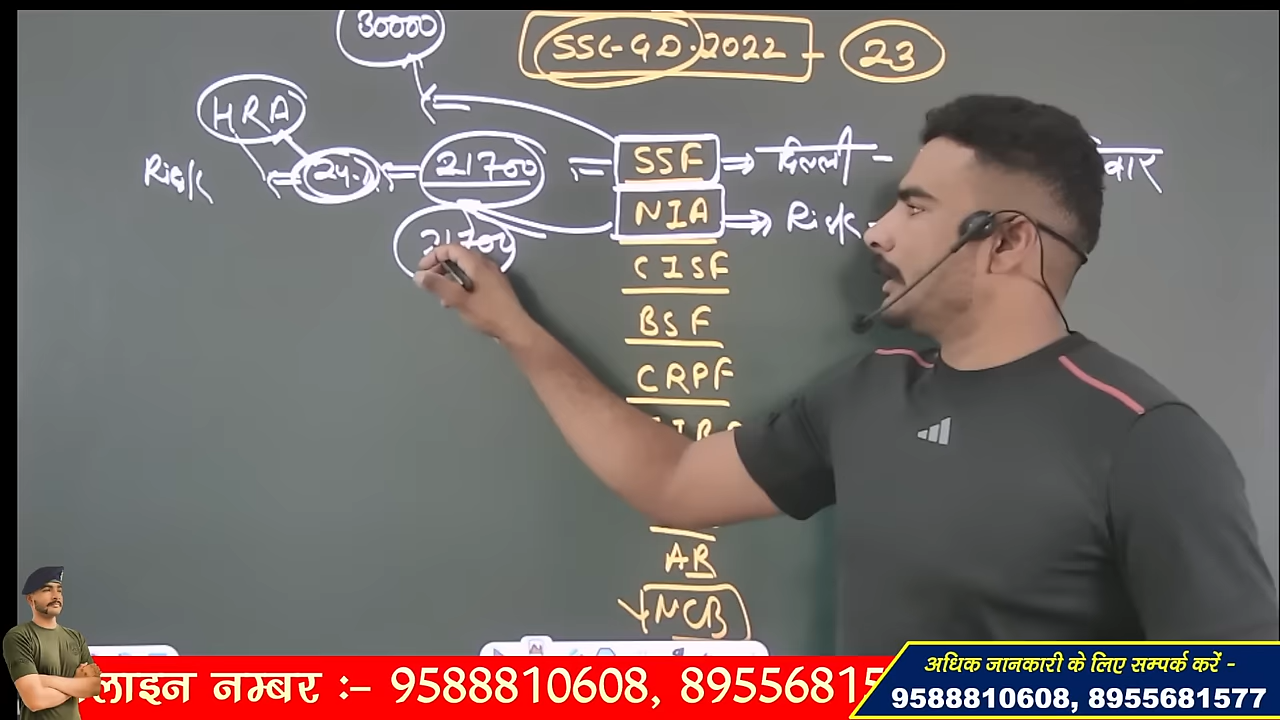 30000
SSC-GD. 2022 - 23
HRA
Risk 24% 21700 = SSF ⇒ दिल्ली -
वार
21700 NIA ⇒ Risk -
CISF
BSF
CRPF
AR
NCB
लाइन नम्बर :- 9588810608, 89556815
अधिक जानकारी के लिए सम्पर्क करें -
9588810608, 8955681577